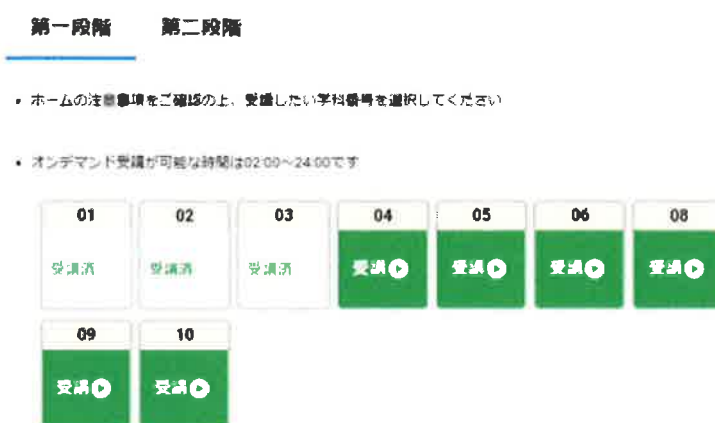 第一段階 第二段階
ホームの注意事項をご確認の上、受講したい学科番号を選択してください
オンデマンド受講が可能な時間は02:00～24:00です
01 02 03 04 05 06 08
受講済 受講済 受講済 受講 受講 受講 受講
09 10
受講 受講